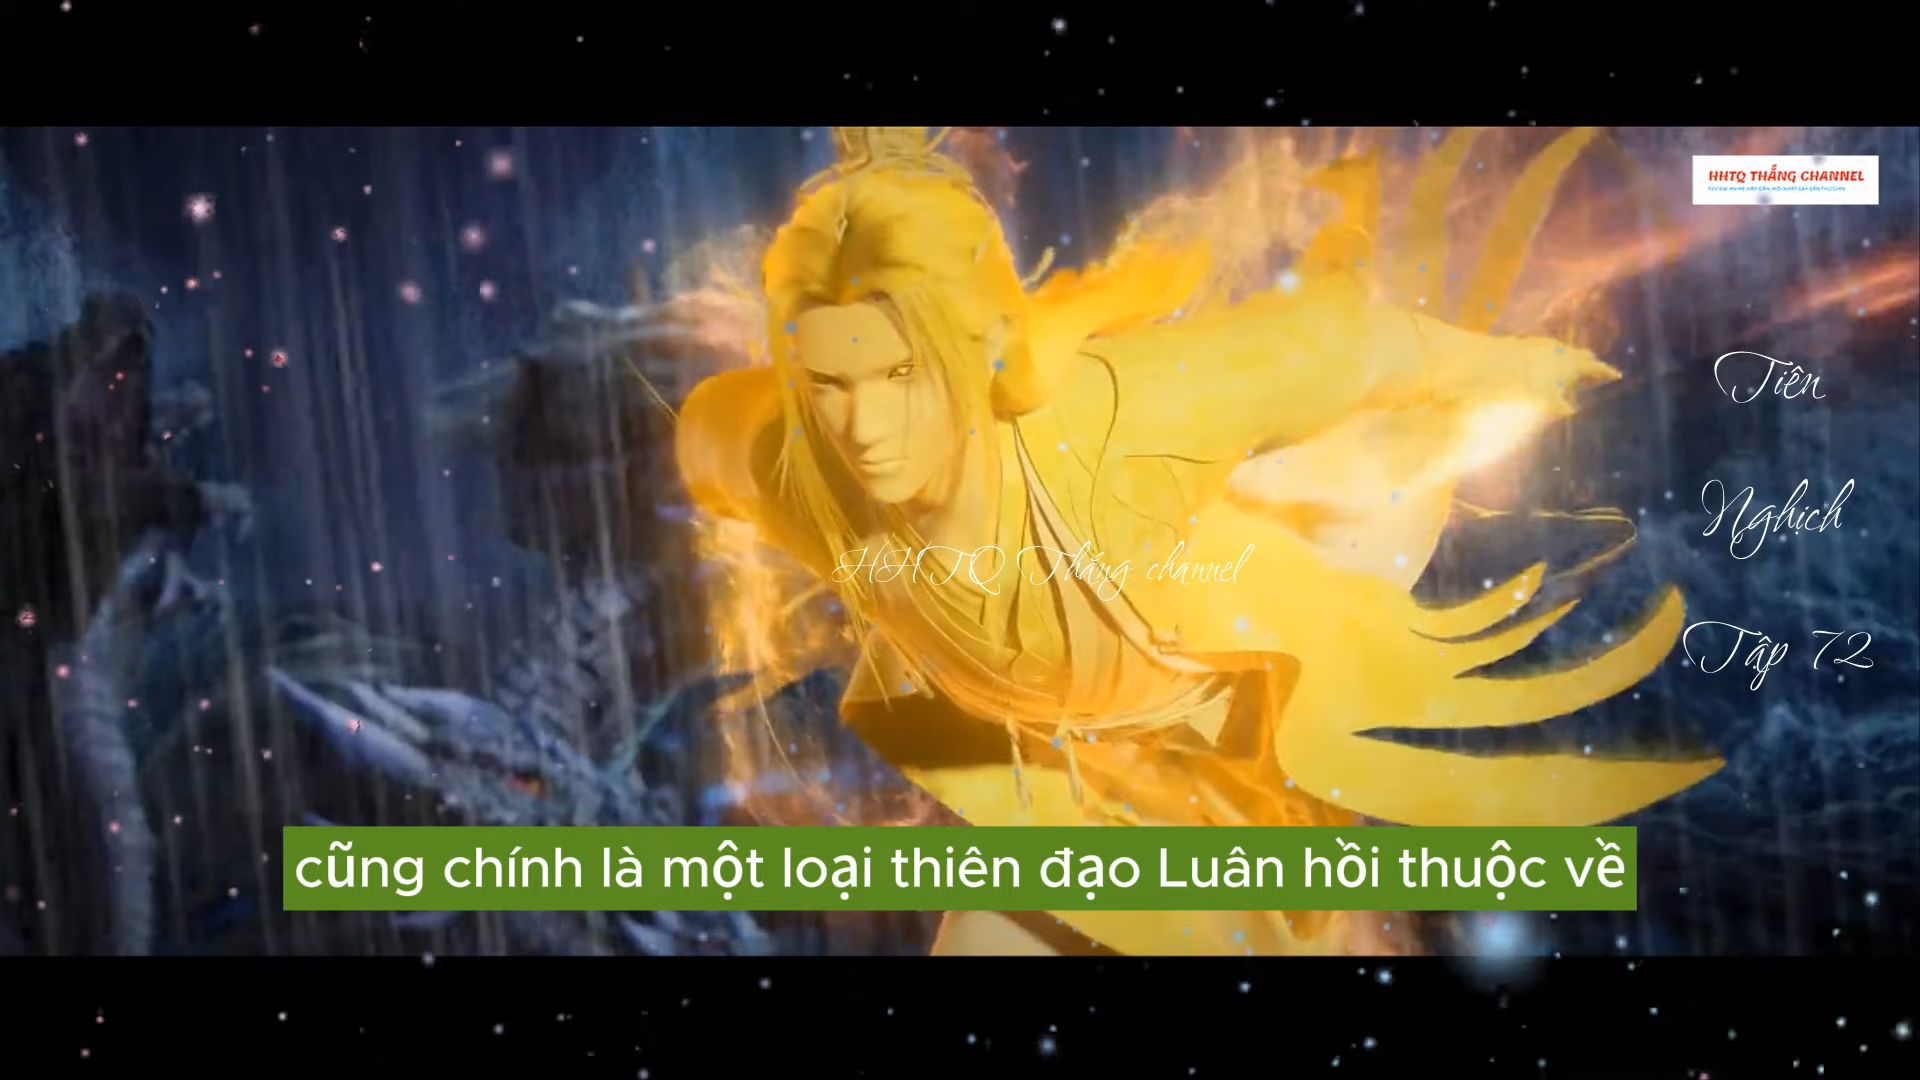 HHTQ THẮNG CHANNEL
Tiên
Nghịch
HHTQ Thắng channel
Tập 72
cũng chính là một loại thiên đạo Luân hồi thuộc về